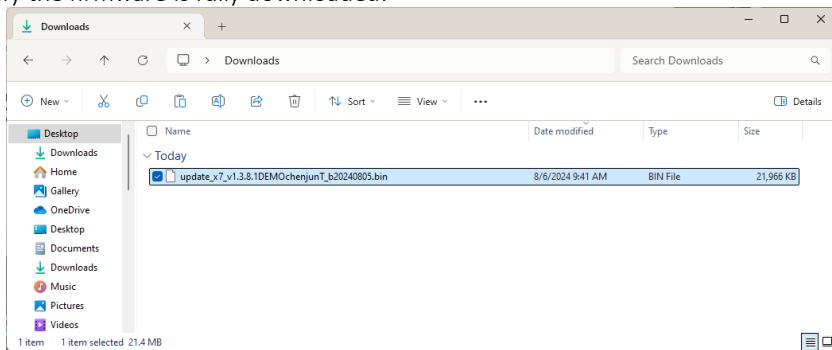 the firmware is fully downloaded.
Downloads
Downloads
Search Downloads
New
Sort
View
Details
Name
Date modified
Type
Size
Desktop
Downloads
Home
Gallery
OneDrive
Desktop
Documents
Downloads
Music
Pictures
Videos
Today
update_x7_v1.3.8.1DEMOchenjunT_b20240805.bin
8/6/2024 9:41 AM
BIN File
21,966 KB
1 item
1 item selected 21.4 MB